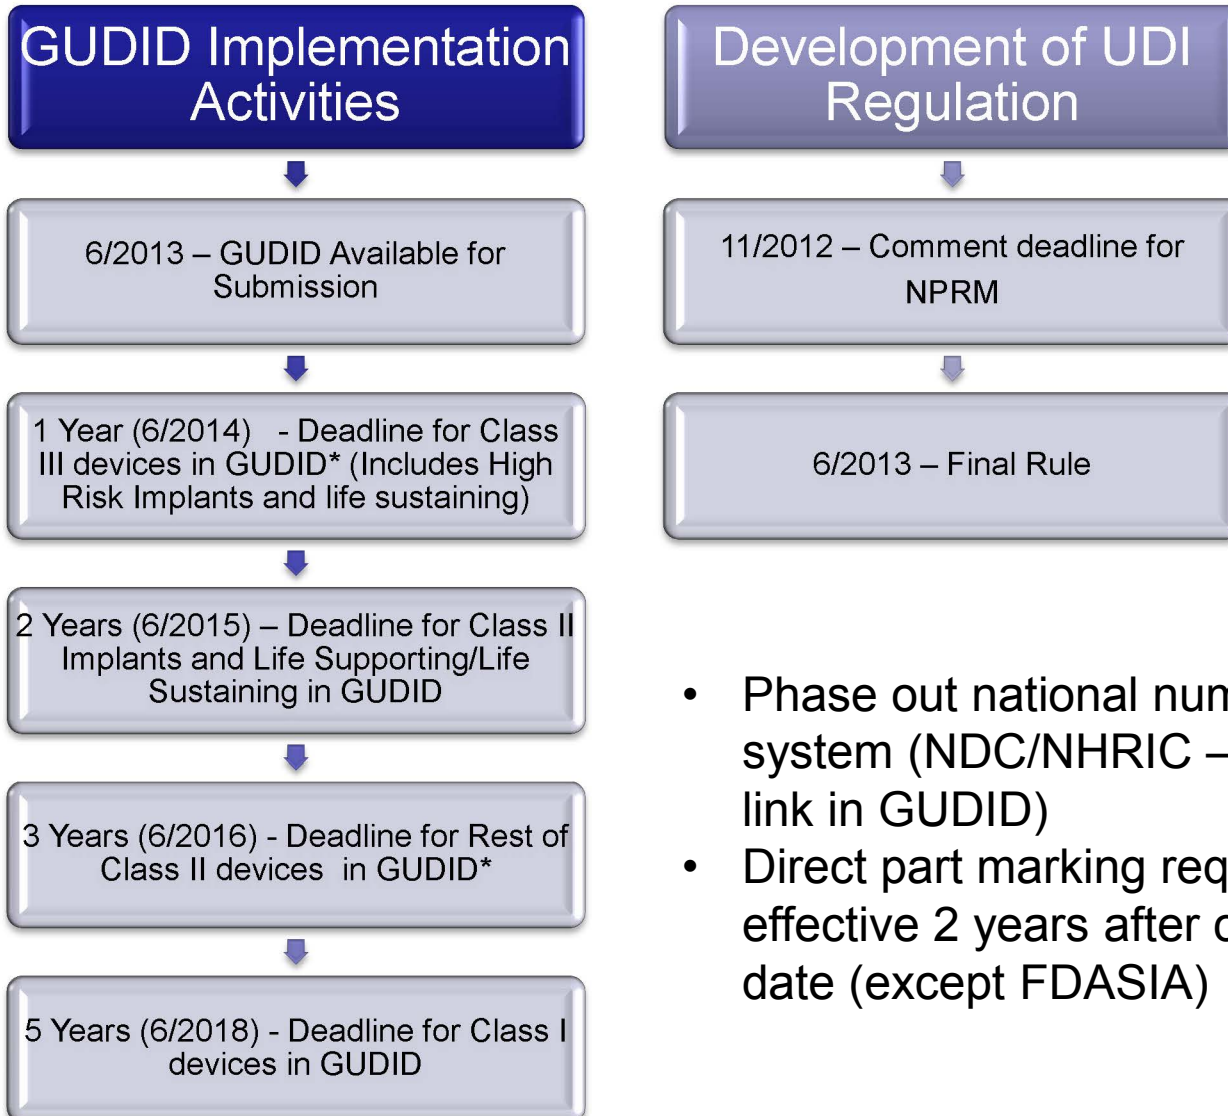 GUDID Implementation
Activities
6/2013 – GUDID Available for
Submission
1 Year (6/2014) - Deadline for Class
III devices in GUDID* (Includes High
Risk Implants and life sustaining)
2 Years (6/2015) – Deadline for Class II
Implants and Life Supporting/Life
Sustaining in GUDID
3 Years (6/2016) - Deadline for Rest of
Class II devices in GUDID*
5 Years (6/2018) - Deadline for Class I
devices in GUDID
Development of UDI
Regulation
11/2012 – Comment deadline for
NPRM
6/2013 – Final Rule
• Phase out national
system (NDC/NHRIC –
link in GUDID)
• Direct part marking
effective 2 years after
date (except FDASIA)